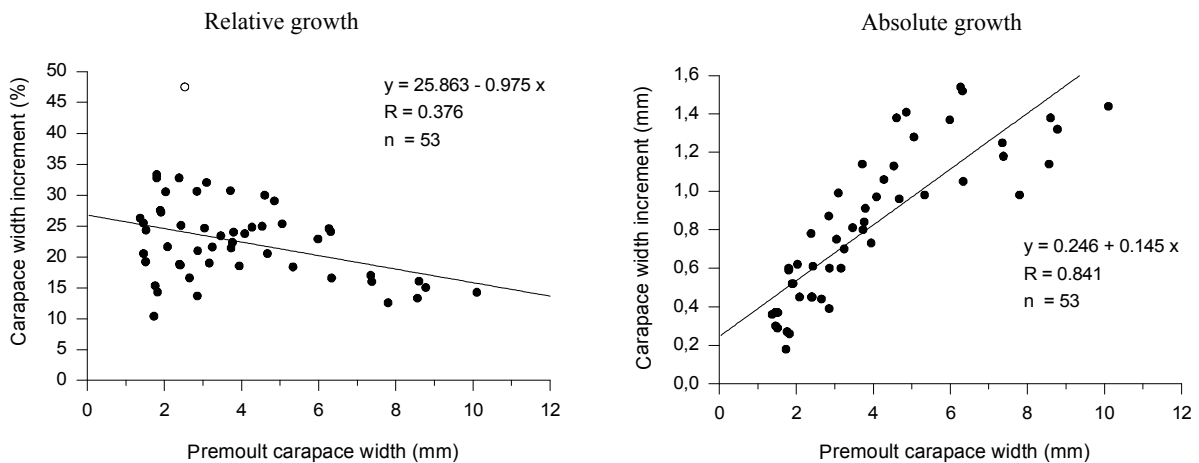 Relative growth
Carapace width increment (%)
50
45
40
35
30
25
20
15
10
5
0
y = 25.863 - 0.975 x
R = 0.376
n = 53
0 2 4 6 8 10 12
Premoult carapace width (mm)
Absolute growth
Carapace width increment (mm)
1,6
1,4
1,2
1,0
0,8
0,6
0,4
0,2
0,0
y = 0.246 + 0.145 x
R = 0.841
n = 53
0 2 4 6 8 10 12
Premoult carapace width (mm)